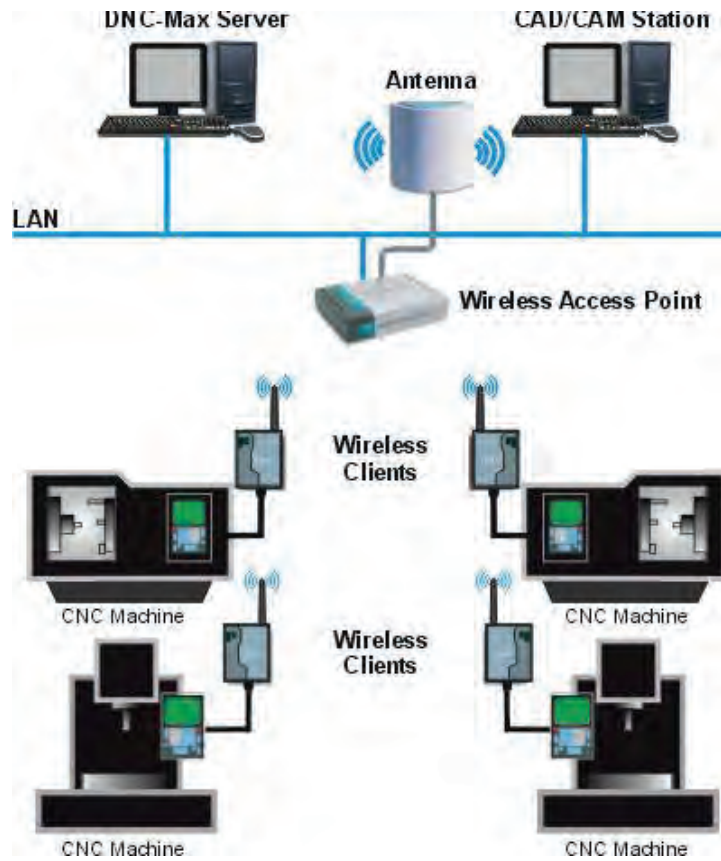 DNC-Max Server
CAD/CAM Station
Antenna
LAN
Wireless Access Point
Wireless
Clients
CNC Machine
CNC Machine
Wireless
Clients
CNC Machine
CNC Machine